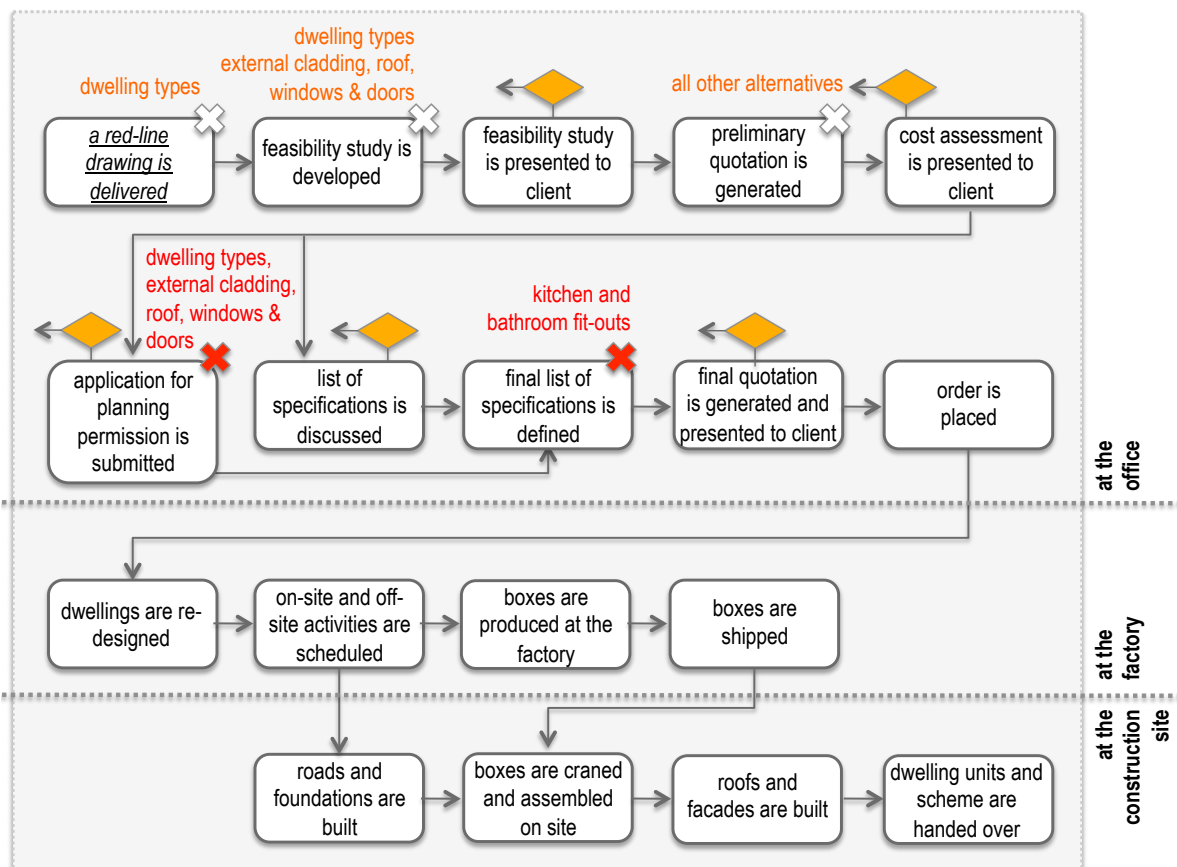 dwelling types
a red-line
drawing is
delivered
dwelling types
external cladding, roof,
windows & doors
feasibility study is
developed
feasibility study
is presented to
client
all other alternatives
preliminary
quotation is
generated
cost assessment
is presented to
client
dwelling types,
external cladding,
roof, windows &
doors
application for
planning
permission is
submitted
list of
specifications is
discussed
kitchen and
bathroom fit-outs
final list of
specifications is
defined
final quotation
is generated and
presented to client
order is
placed
at the
office
dwellings are re-
designed
on-site and off-
site activities are
scheduled
boxes are
produced at the
factory
boxes are
shipped
at the
factory
roads and
foundations are
built
boxes are craned
and assembled
on site
roofs and
facades are built
dwelling units and
scheme are
handed over
at the
construction
site